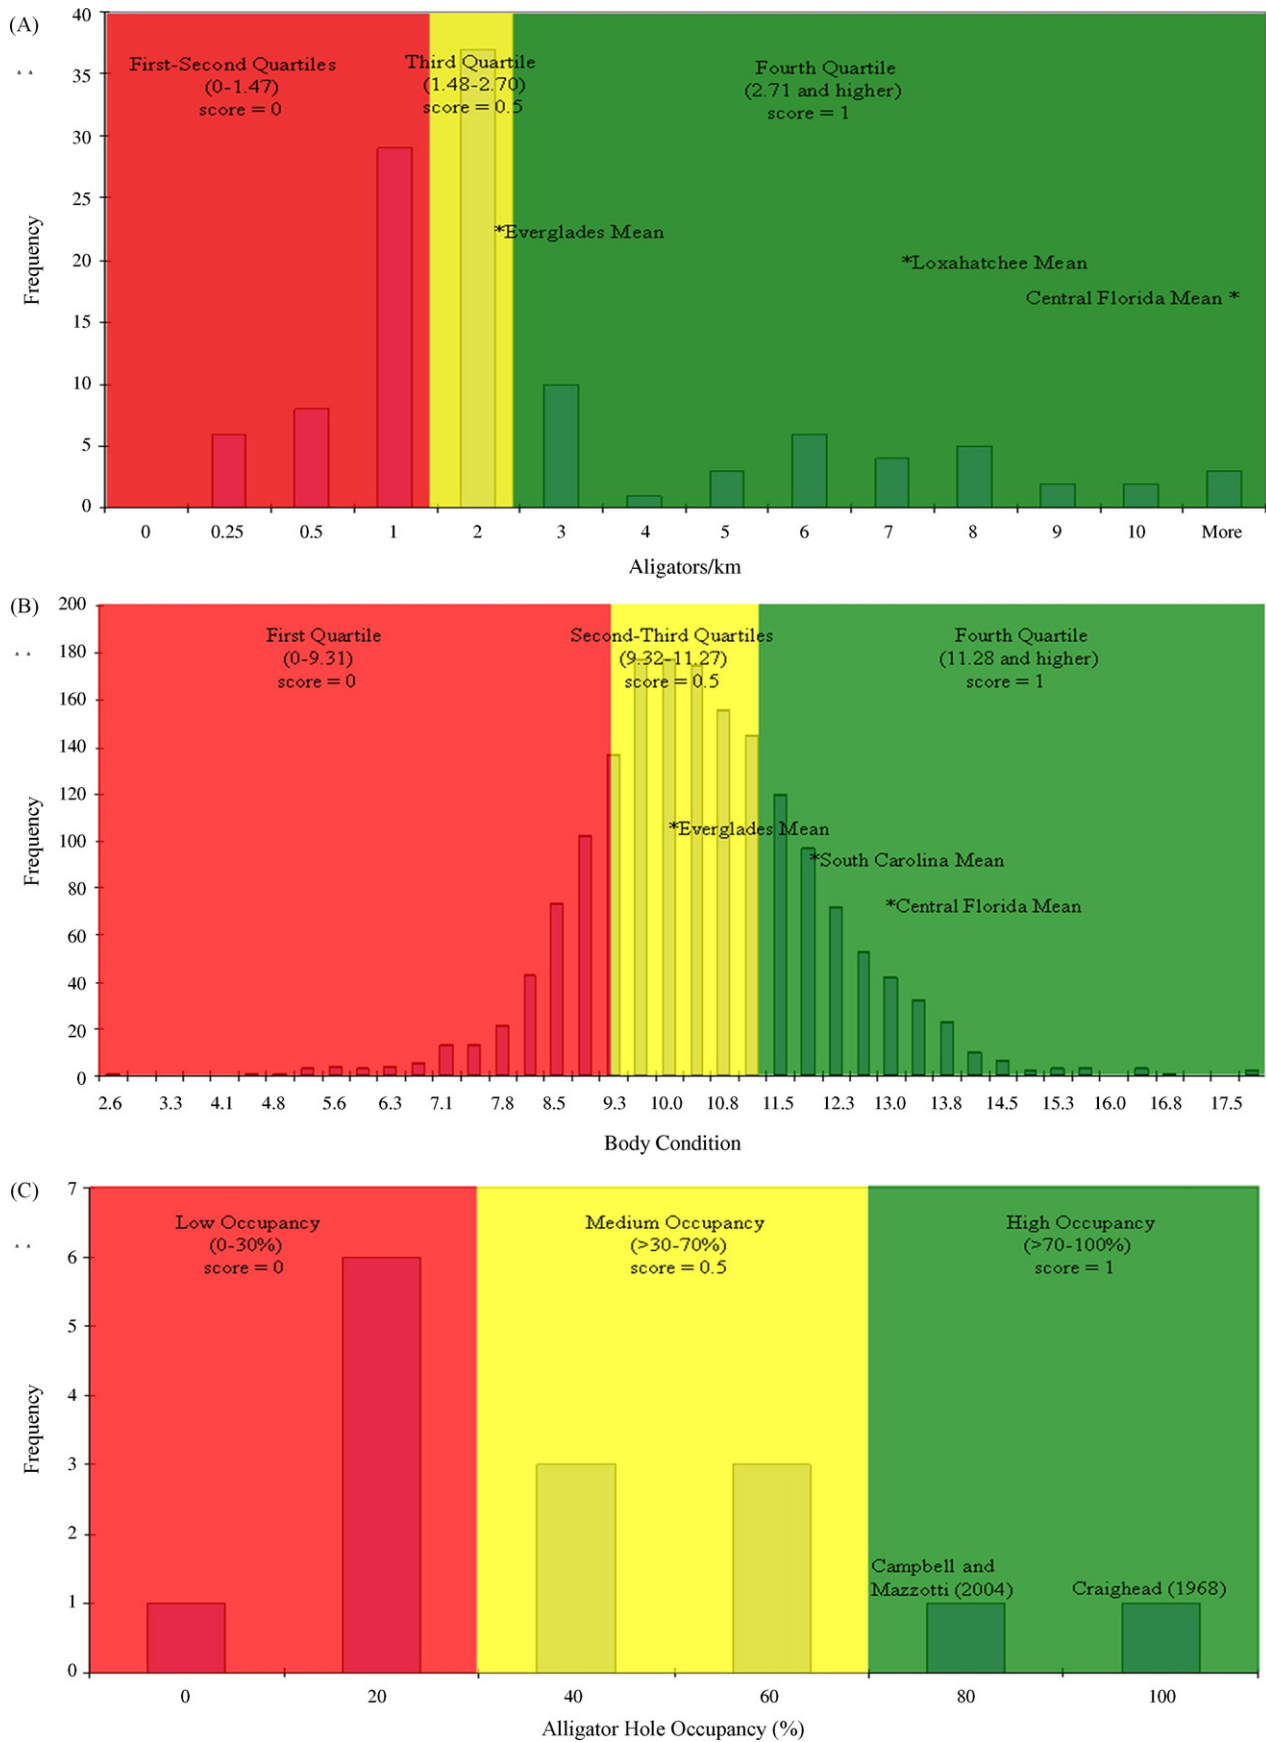 (A)
40
35
30
25
20
15
10
5
0
Frequency
First-Second Quartiles
(0-1.47)
score = 0
Third Quartile
(1.48-2.70)
score = 0.5
Fourth Quartile
(2.71 and higher)
score = 1
*Everglades Mean
*Loxahatchee Mean
Central Florida Mean *
0 0.25 0.5 1 2 3 4 5 6 7 8 9 10 More
Aligators/km
(B)
200
180
160
140
120
100
80
60
40
20
0
Frequency
First Quartile
(0-9.31)
score = 0
Second-Third Quartiles
(9.32-11.27)
score = 0.5
Fourth Quartile
(11.28 and higher)
score = 1
*Everglades Mean
*South Carolina Mean
*Central Florida Mean
2.6 3.3 4.1 4.8 5.6 6.3 7.1 7.8 8.5 9.3 10.0 10.8 11.5 12.3 13.0 13.8 14.5 15.3 16.0 16.8 17.5
Body Condition
(C)
7
6
5
4
3
2
1
0
Frequency
Low Occupancy
(0-30%)
score = 0
Medium Occupancy
(>30-70%)
score = 0.5
High Occupancy
(>70-100%)
score = 1
Campbell and
Mazzotti (2004)
Craighead (1968)
0 20 40 60 80 100
Alligator Hole Occupancy (%)